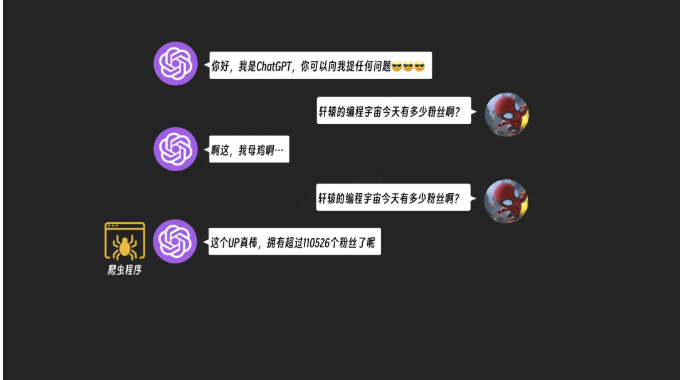 你好，我是ChatGPT，你可以向我提任何问题😎😎😎
轩辕的编程宇宙今天有多少粉丝啊？
啊这，我母鸡啊…
轩辕的编程宇宙今天有多少粉丝啊？
这个UP真棒，拥有超过110526个粉丝了呢
爬虫程序